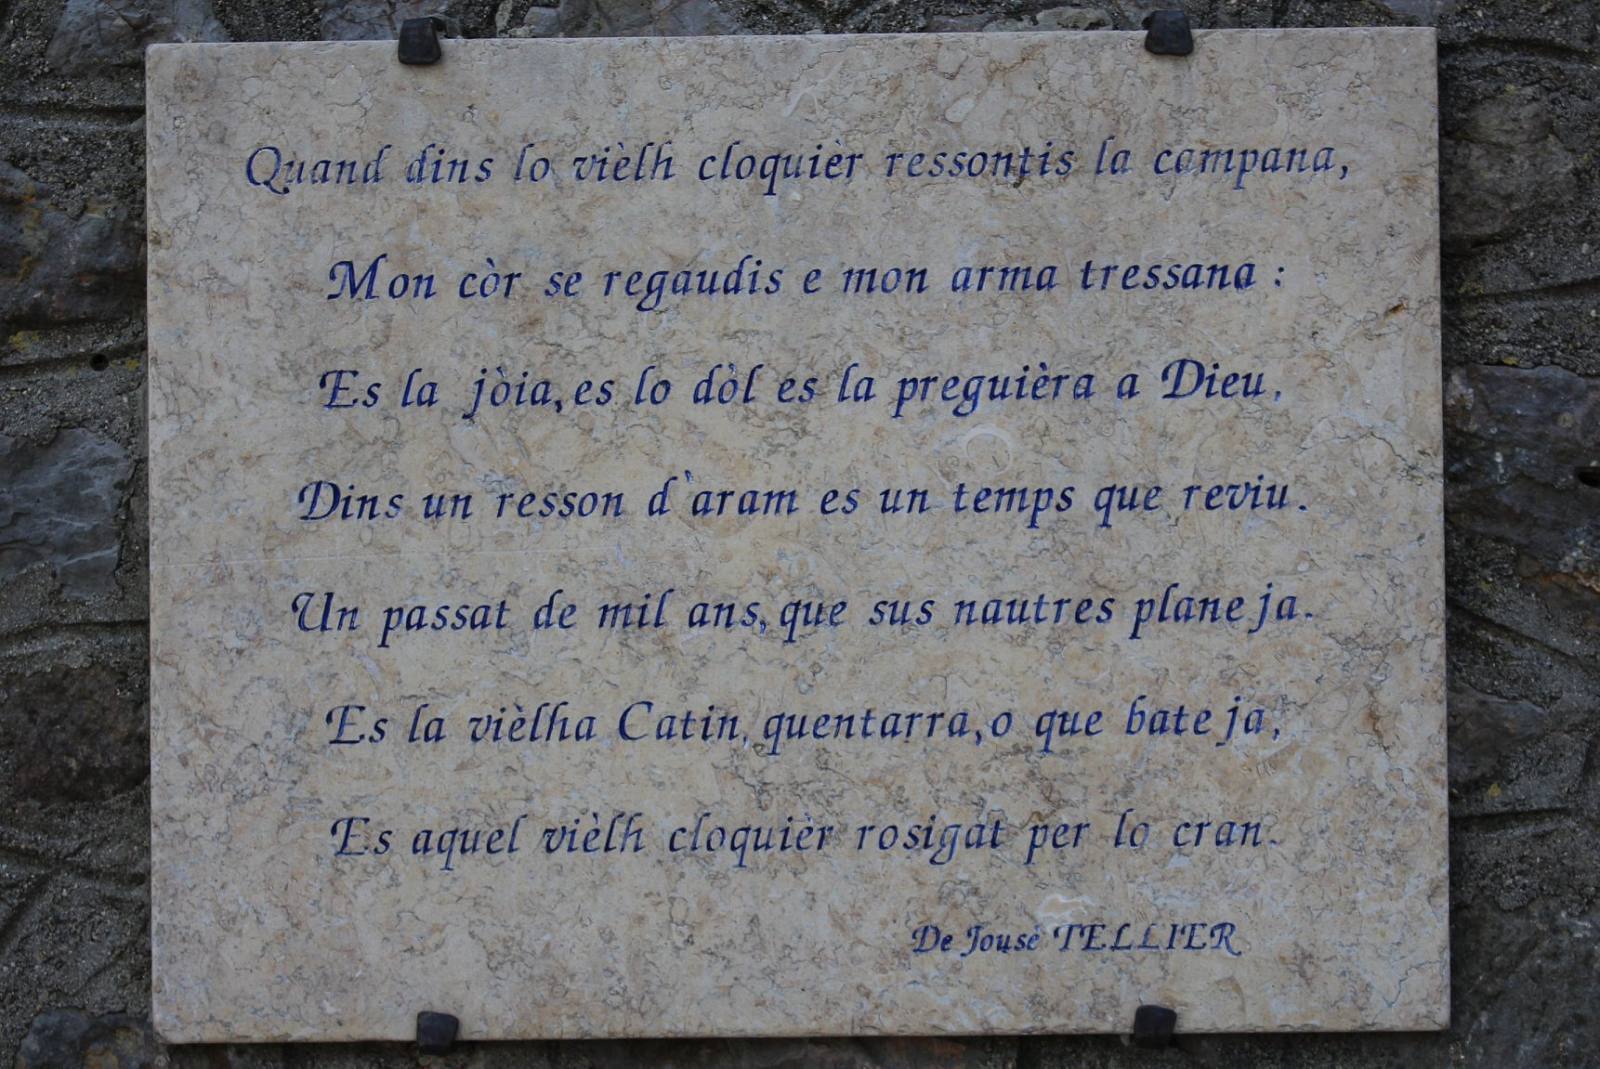 Quand dins lo vièlh cloquièr ressontis la campana,
Mon còr se regaudis e mon arma tressana :
Es la jòia, es lo dòl es la preguièra a Dieu,
Dins un resson d'aram es un temps que reviu.
Un passat de mil ans, que sus nautres planeja.
Es la vièlha Catin, quentarra, o que bateja,
Es aquel vièlh cloquièr rosigat per lo cran.
De Jousè TELLIER